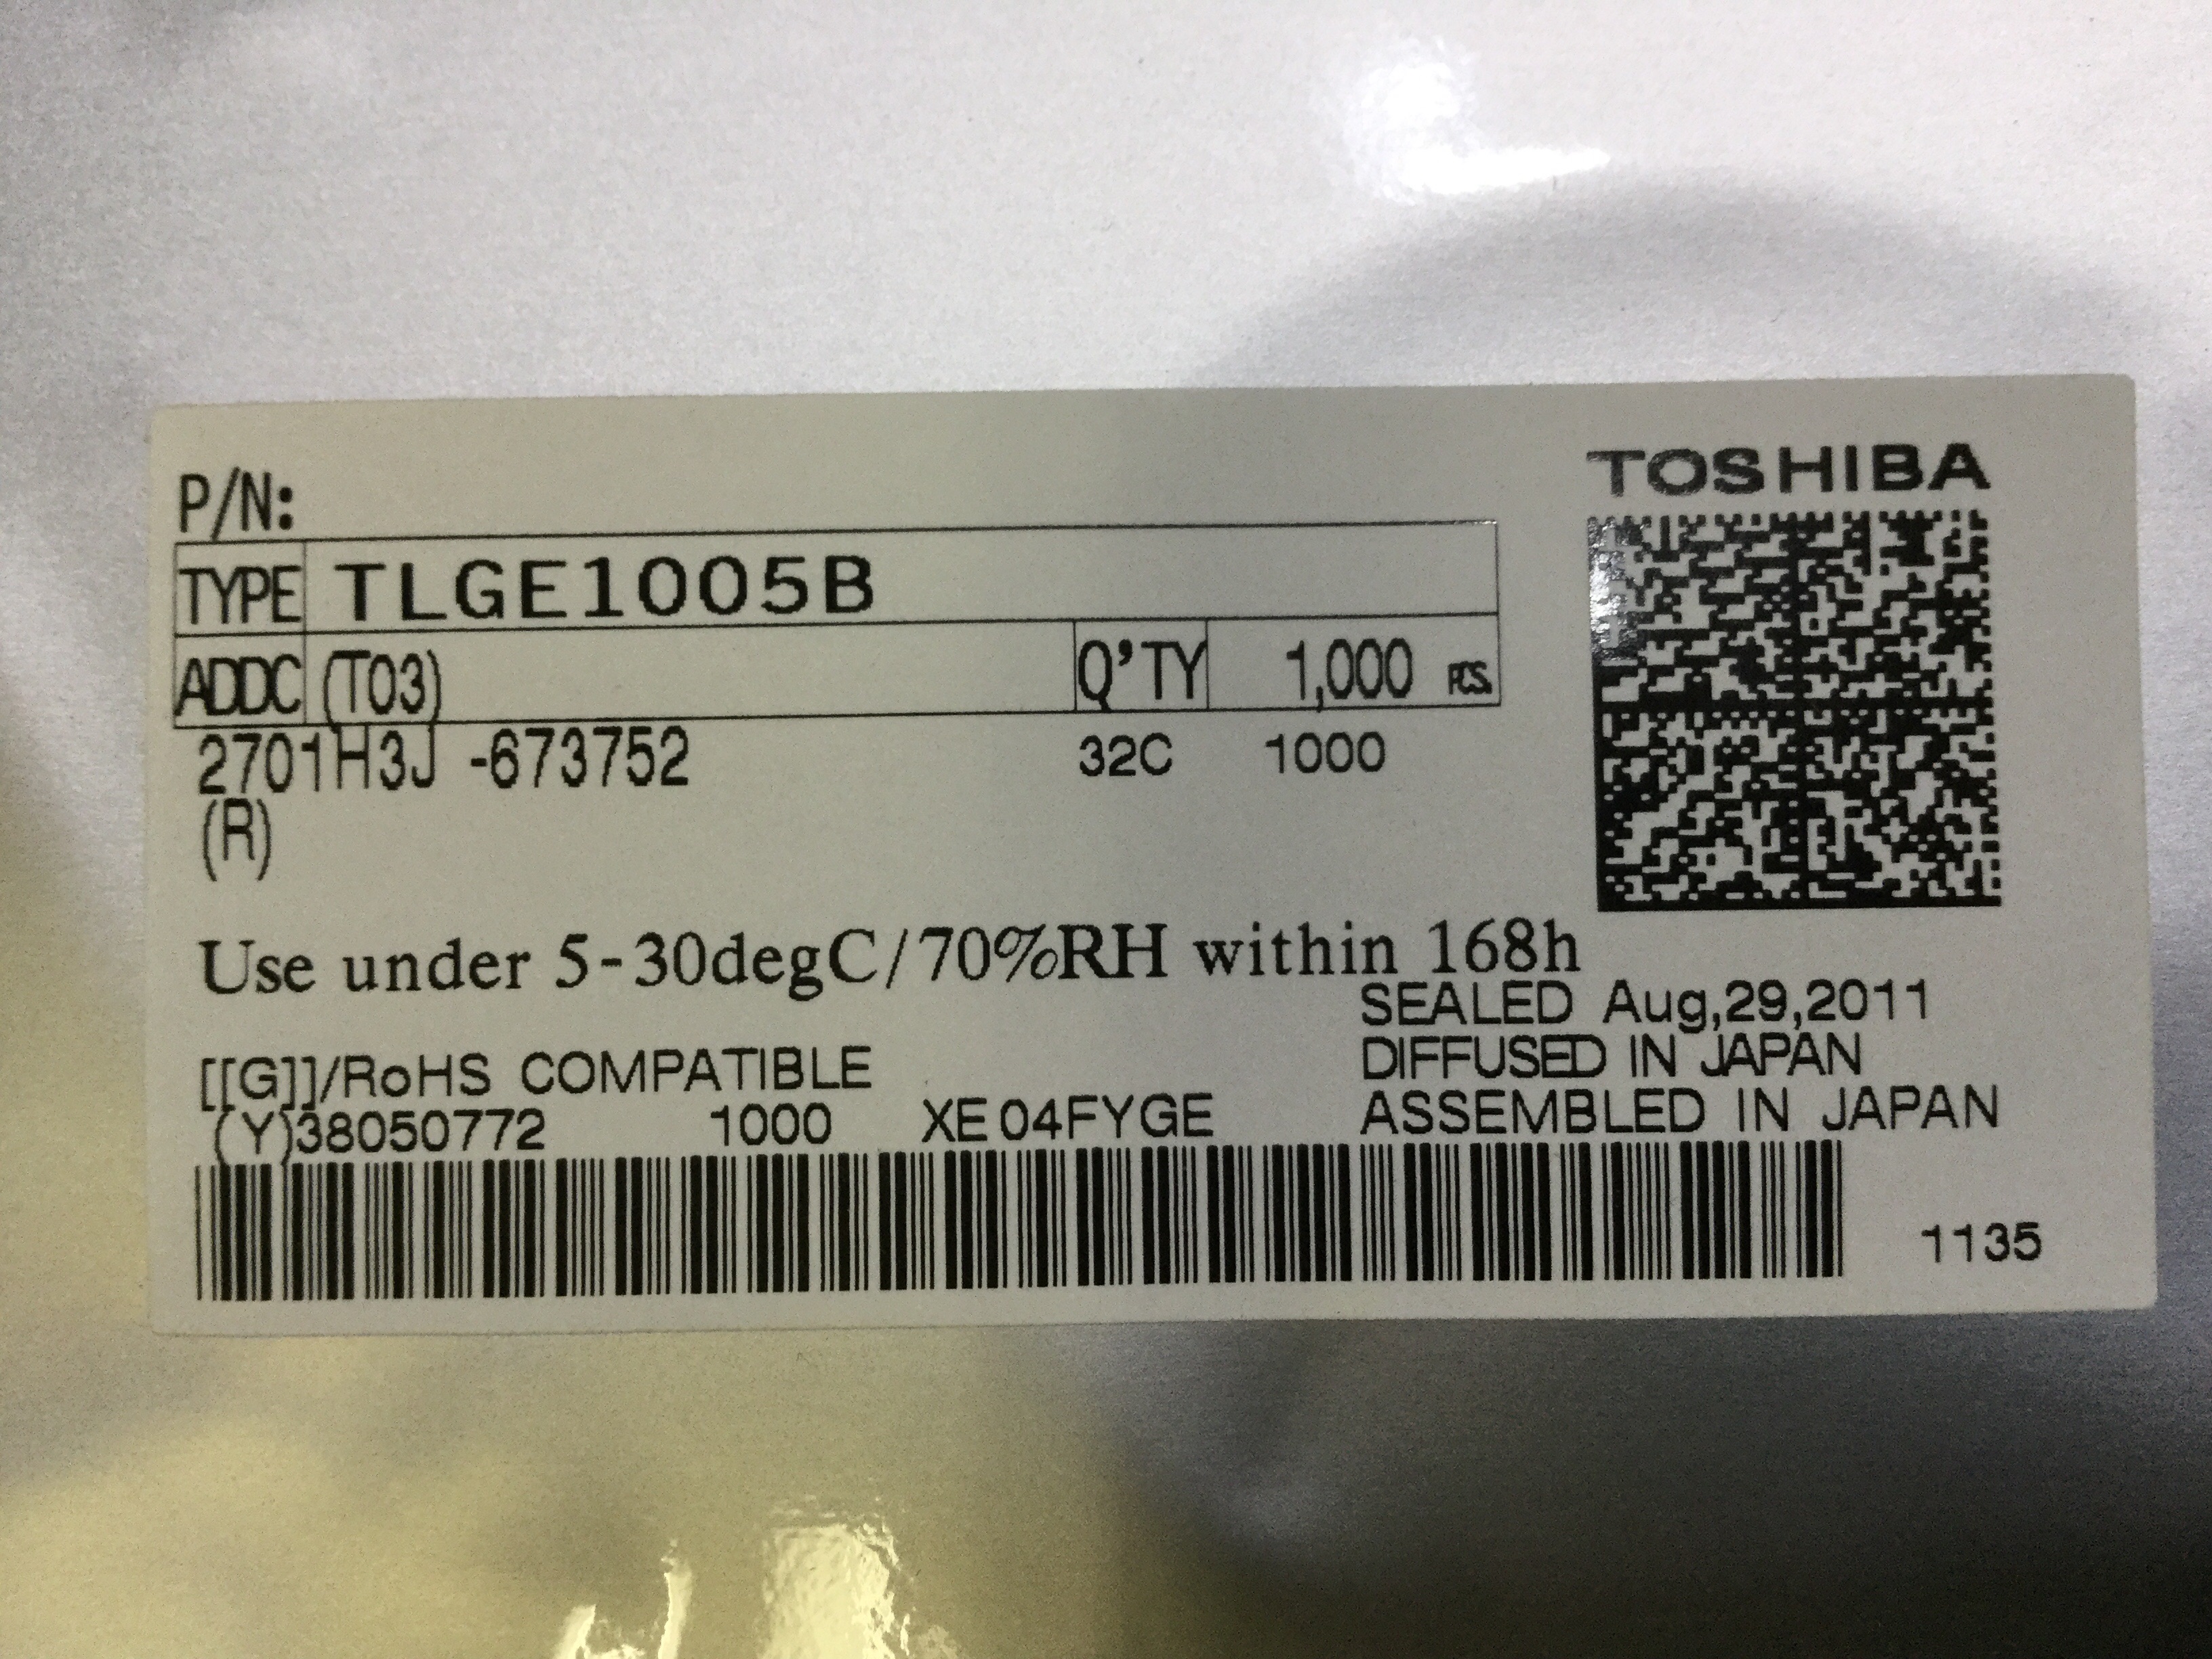 TOSHIBA
P/N:
TYPE TLGE1005B
ADDC (T03) Q'TY 1,000 PCS.
2701H3J -673752 32C 1000
(R)
Use under 5-30degC/70%RH within 168h
SEALED Aug,29,2011
DIFFUSED IN JAPAN
[[G]]/RoHS COMPATIBLE
ASSEMBLED IN JAPAN
(Y)38050772 1000 XE04FYGE
1135